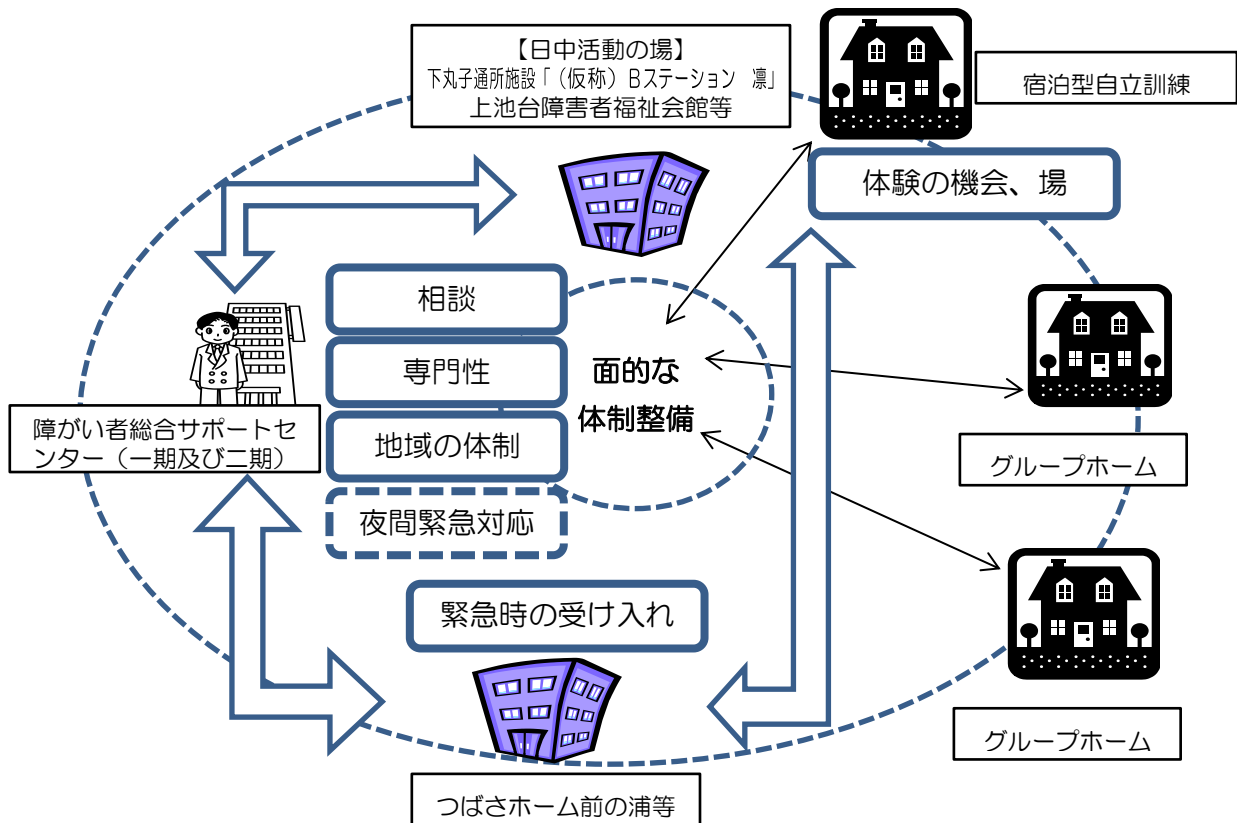 【日中活動の場】
下丸子通所施設「（仮称）Bステーション　凛」
上池台障害者福祉会館等
宿泊型自立訓練
体験の機会、場
相談
専門性
地域の体制
夜間緊急対応
面的な
体制整備
障がい者総合サポートセ
ンター（一期及び二期）
グループホーム
緊急時の受け入れ
グループホーム
つばさホーム前の浦等